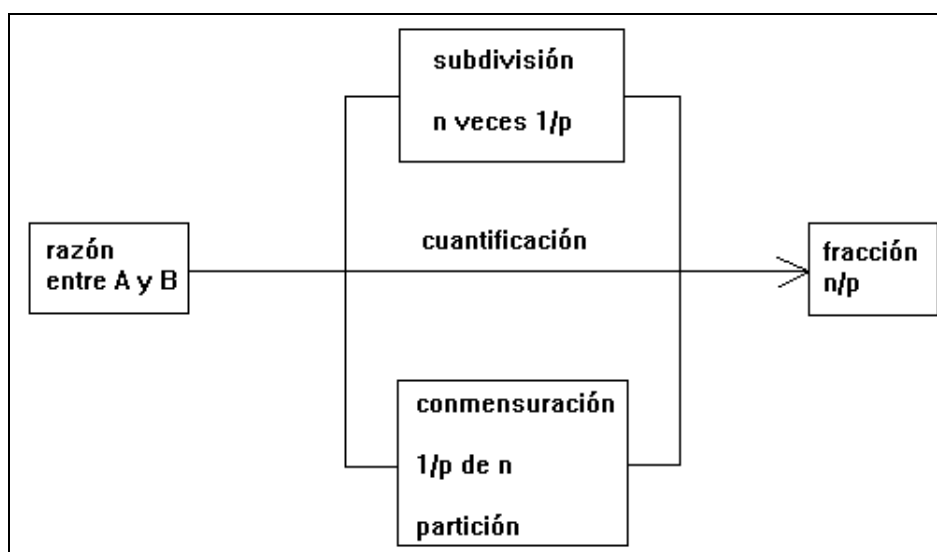 subdivisión
n veces 1/p
razón
entre A y B
cuantificación
fracción
n/p
conmensuración
1/p de n
partición